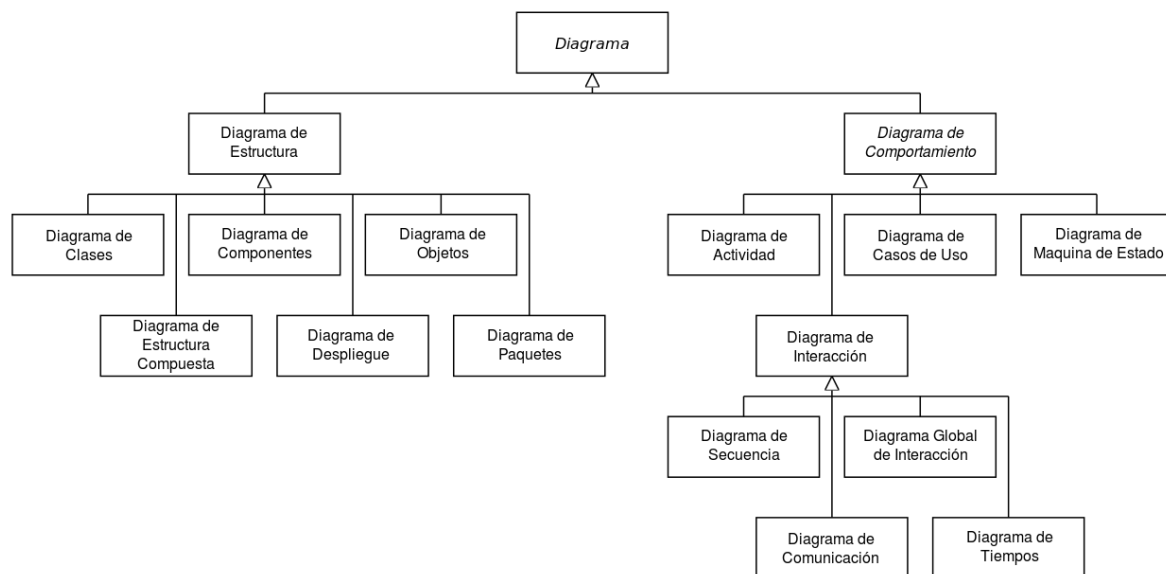 Diagrama
Diagrama de
Estructura
Diagrama de
Comportamiento
Diagrama de
Clases
Diagrama de
Componentes
Diagrama de
Objetos
Diagrama de
Actividad
Diagrama de
Casos de Uso
Diagrama de
Maquina de Estado
Diagrama de
Estructura
Compuesta
Diagrama de
Despliegue
Diagrama de
Paquetes
Diagrama de
Interacción
Diagrama de
Secuencia
Diagrama Global
de Interacción
Diagrama de
Comunicación
Diagrama de
Tiempos